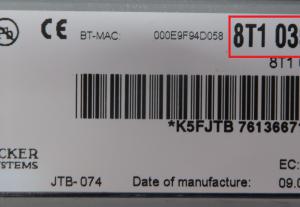 CE BT-MAC: 000E9F94D058 8T1 03
8T1
*K5FJTB 7613667
CKER
YSTEMS
EC:
JTB-074 Date of manufacture: 09.0